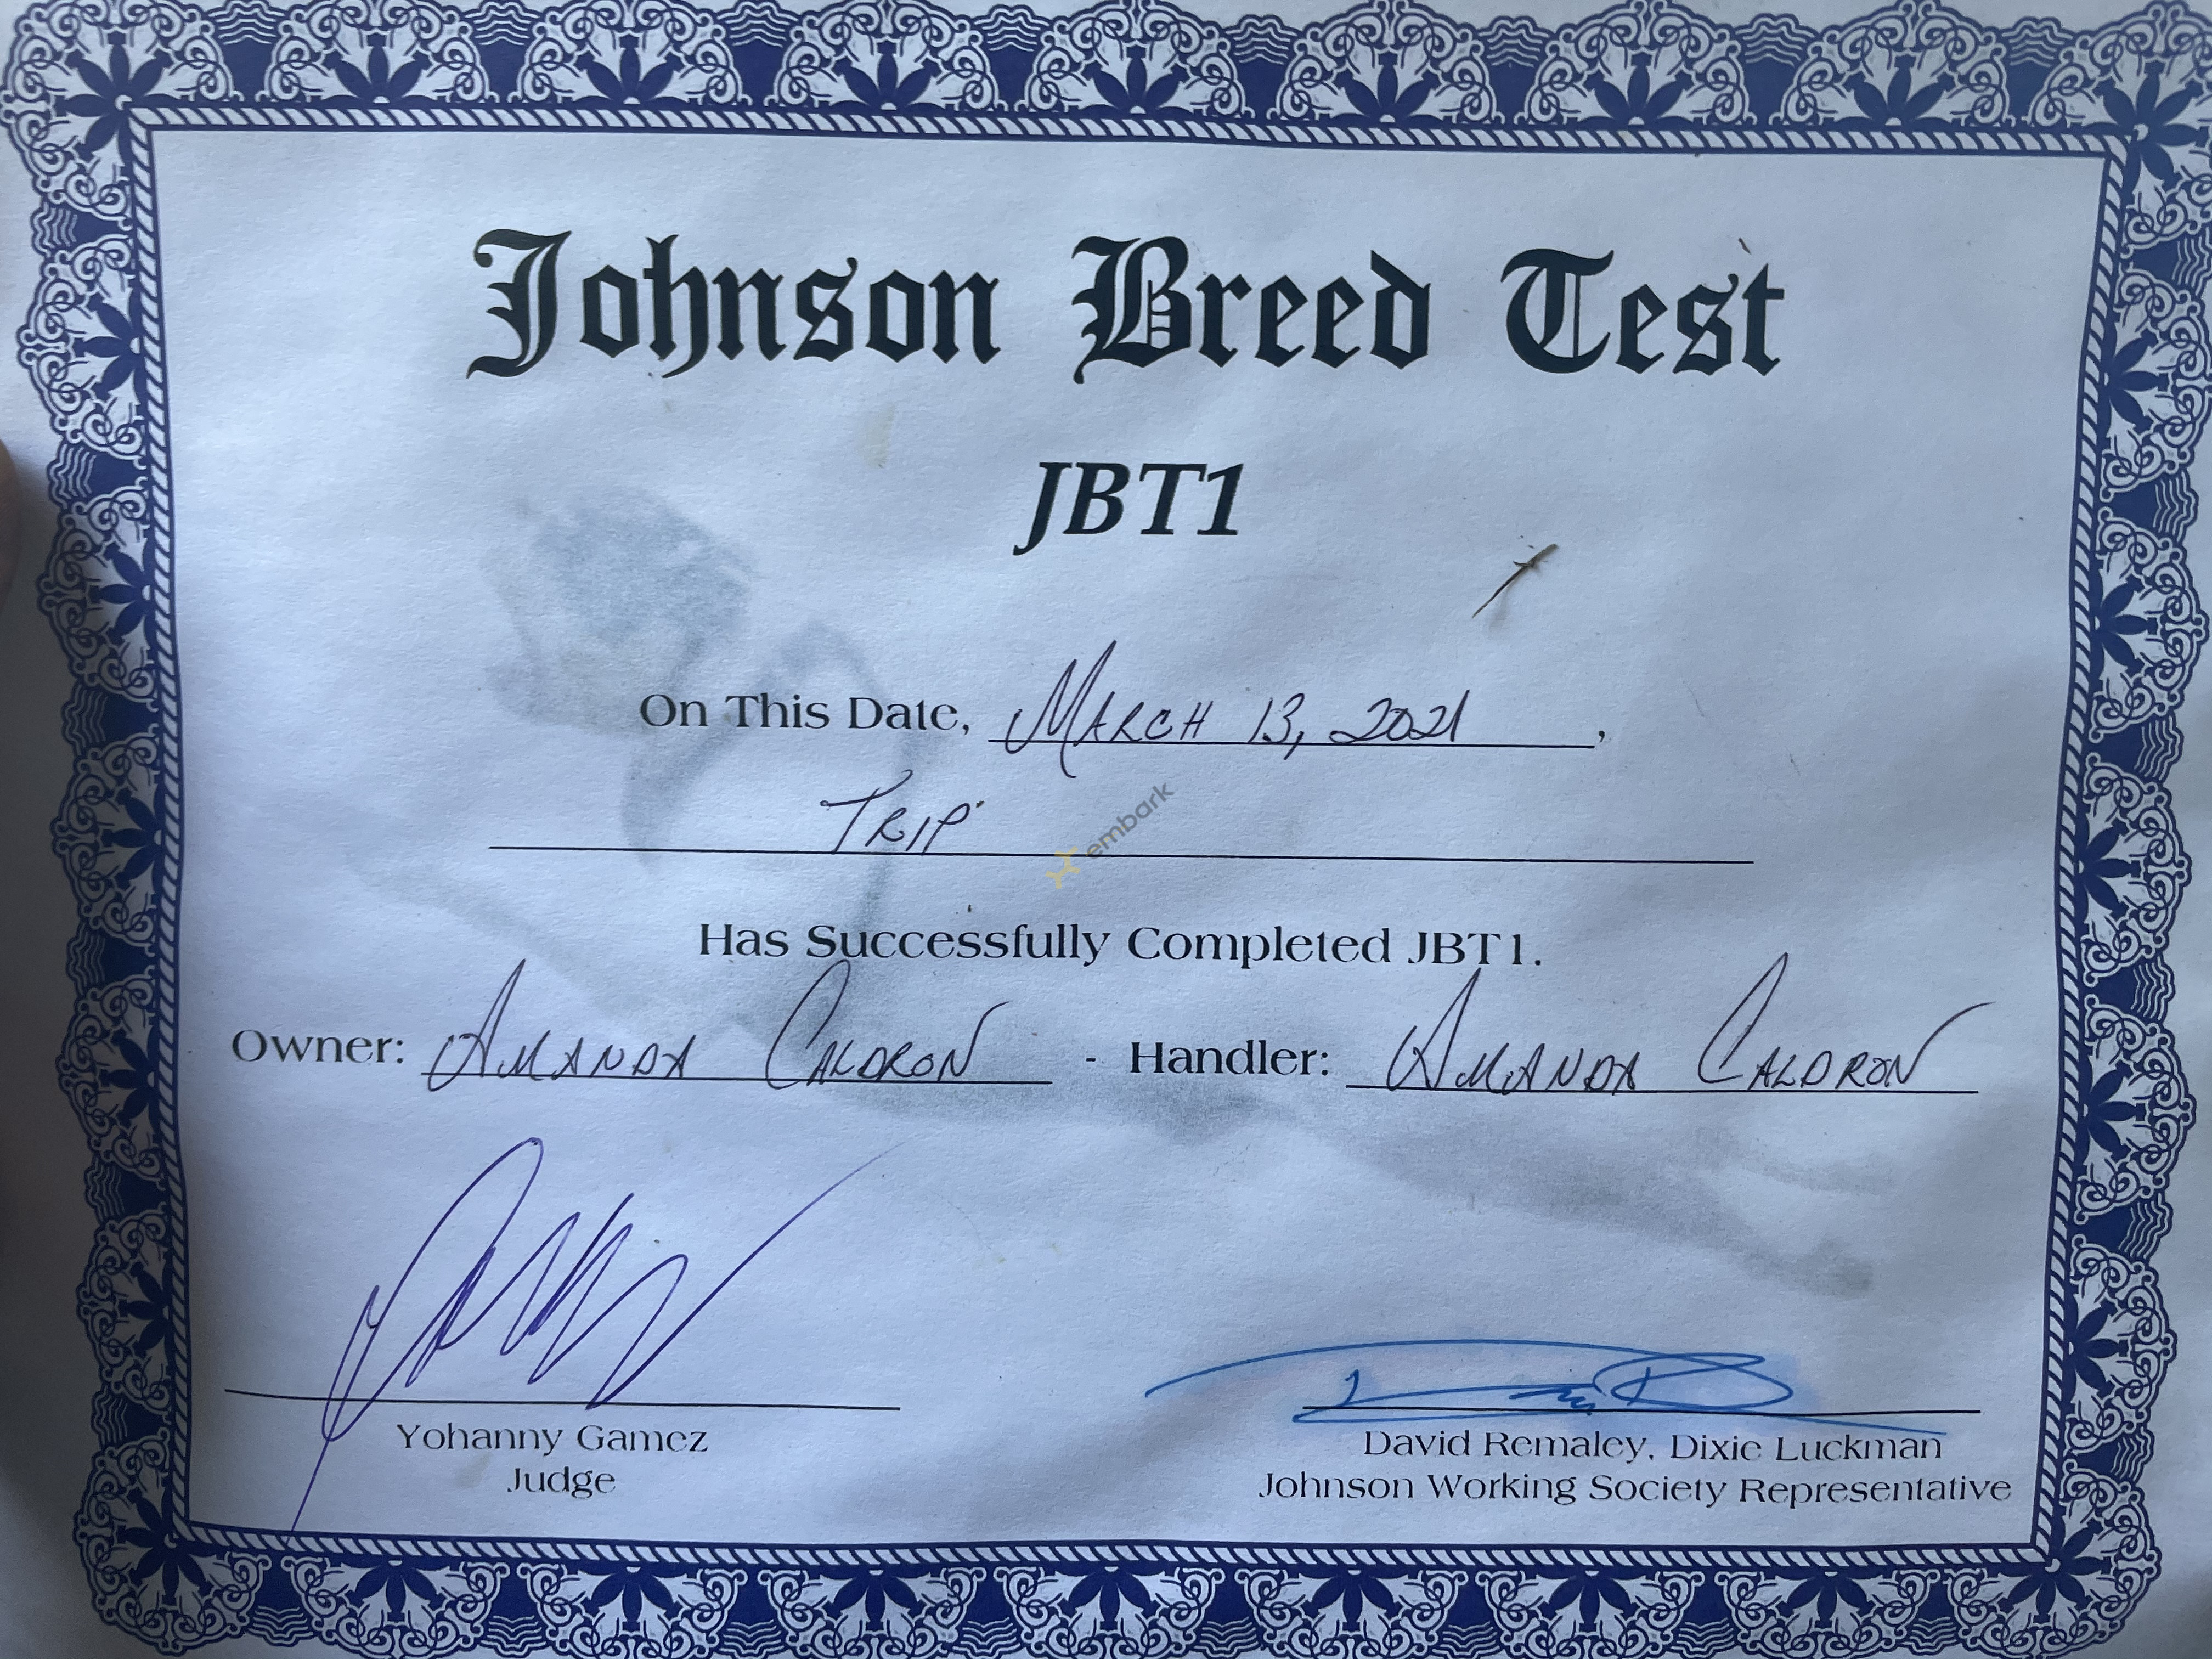 Johnson Breed Test
JBT1
On This Date, MARCH 13, 2021,
TRIP
embark
Has Successfully Completed JBT1.
Owner: AMANDA CALDRON - Handler: AMANDA CALDRON
Yohanny Gamez
Judge
David Remaley, Dixie Luckman
Johnson Working Society Representative